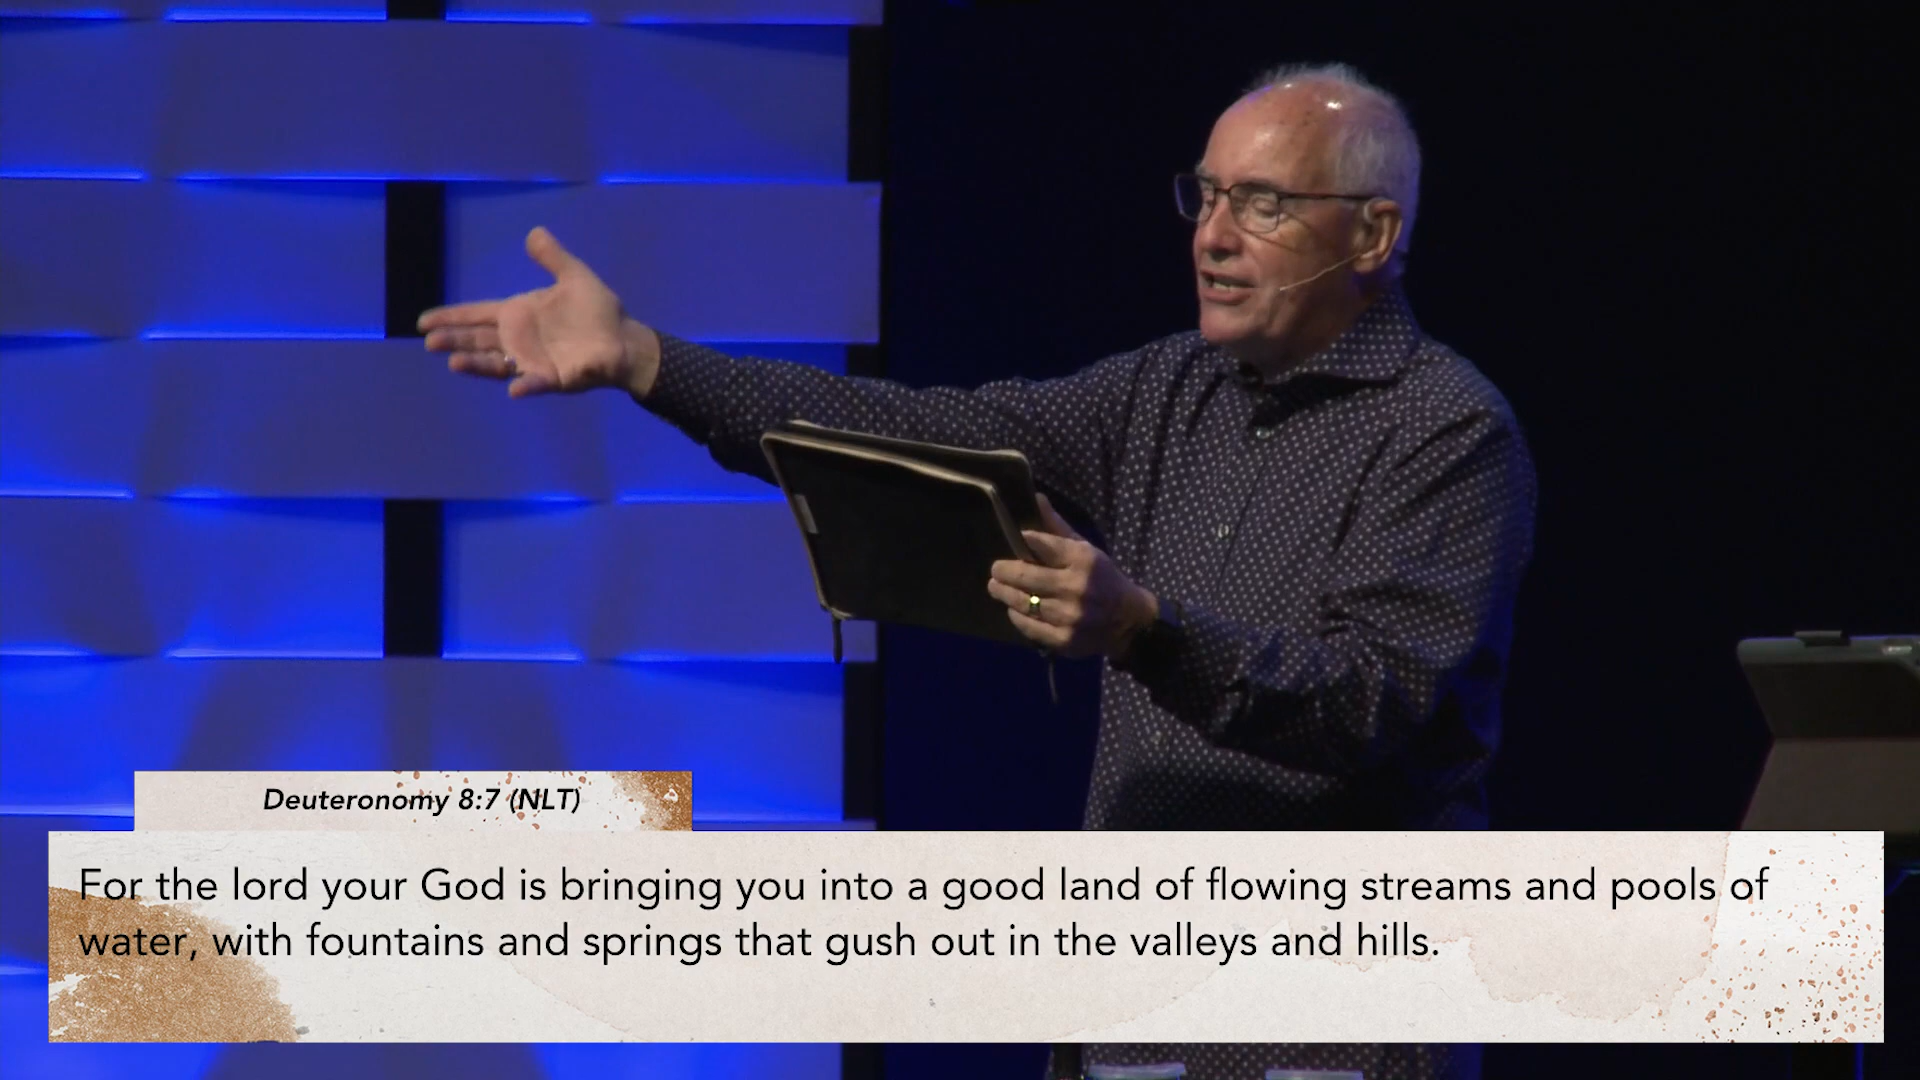 Deuteronomy 8:7 (NLT)
For the lord your God is bringing you into a good land of flowing streams and pools of
water, with fountains and springs that gush out in the valleys and hills.